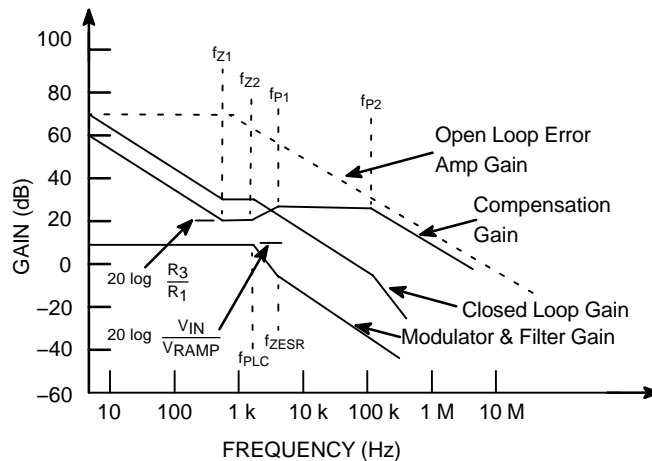 100
80
60
40
20
0
−20
−40
−60
GAIN (dB)
fZ1
fZ2
fP1
fP2
Open Loop Error
Amp Gain
Compensation
Gain
Closed Loop Gain
Modulator & Filter Gain
20 log R3/R1
20 log VIN/VRAMP
fPLC
fZESR
10 100 1 k 10 k 100 k 1 M 10 M
FREQUENCY (Hz)